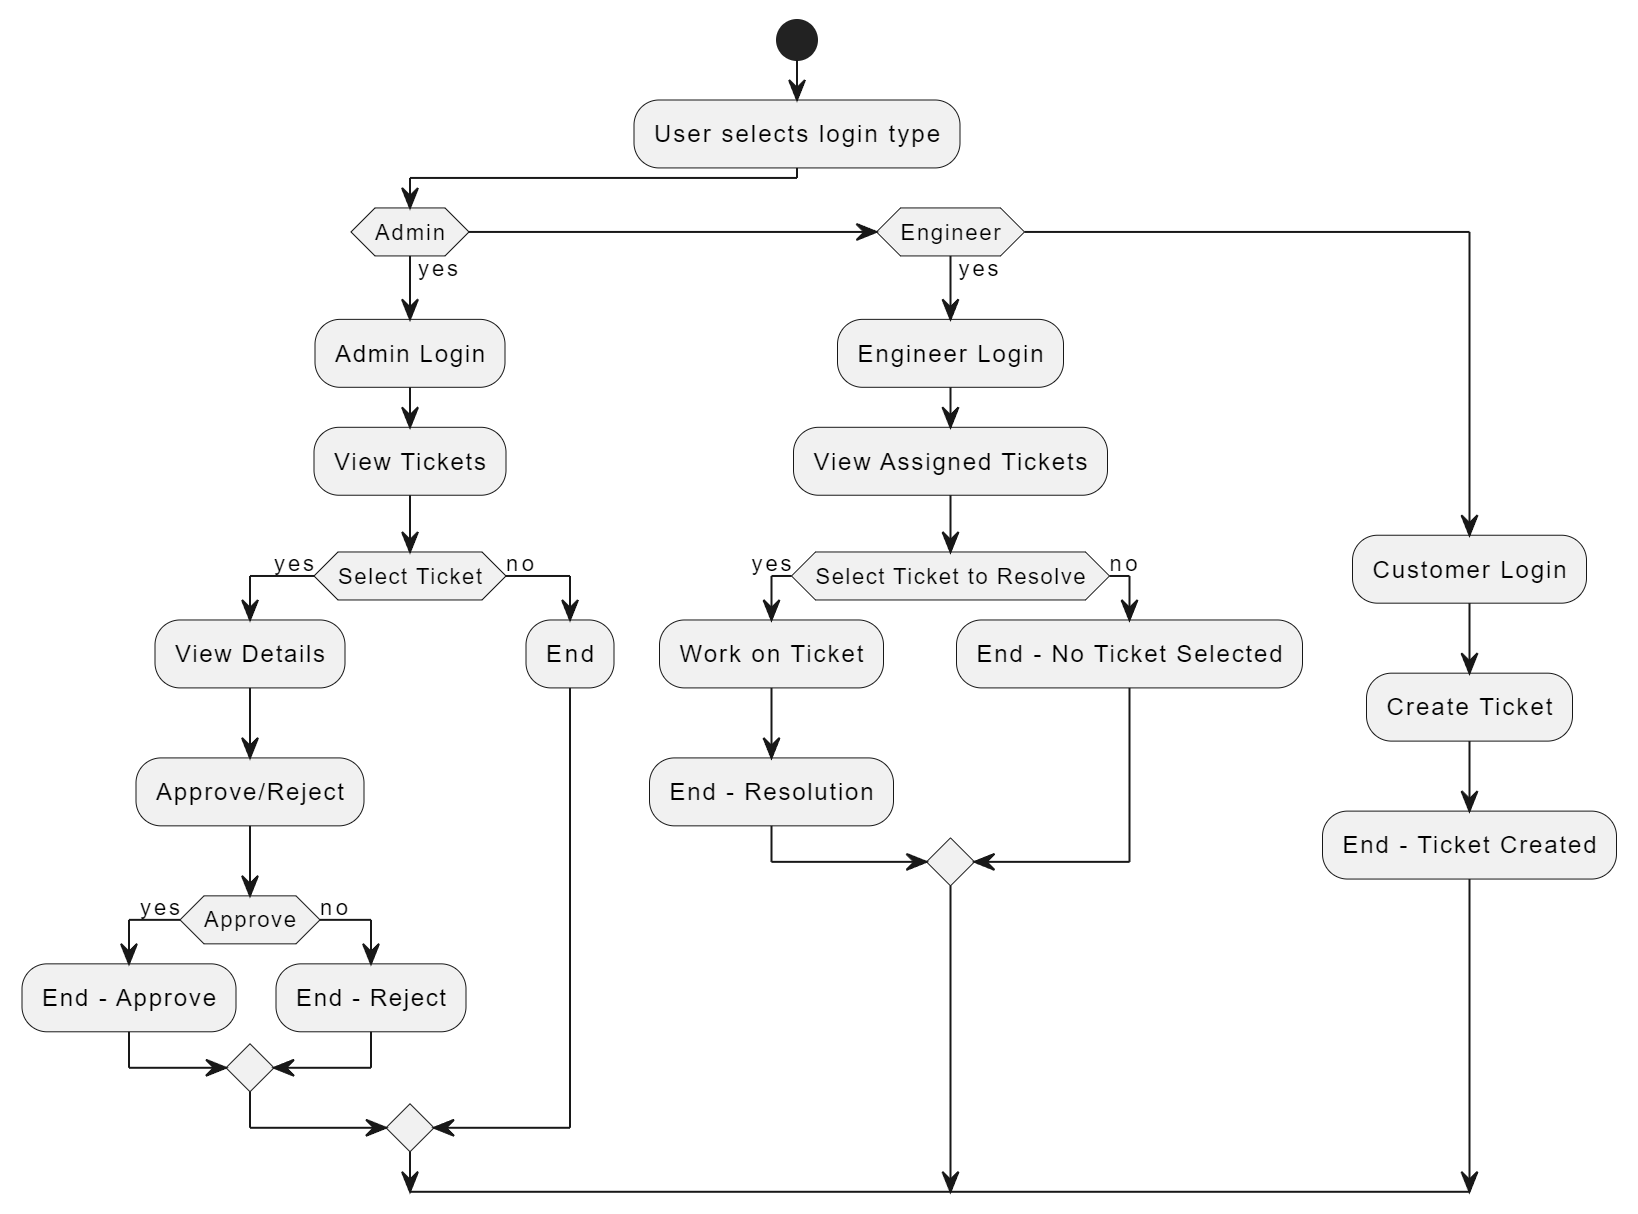 User selects login type
Admin
Engineer
yes
yes
Admin Login
Engineer Login
View Tickets
View Assigned Tickets
yes
Select Ticket
no
yes
Select Ticket to Resolve
no
Customer Login
View Details
End
Work on Ticket
End - No Ticket Selected
Create Ticket
Approve/Reject
End - Resolution
End - Ticket Created
yes
Approve
no
End - Approve
End - Reject